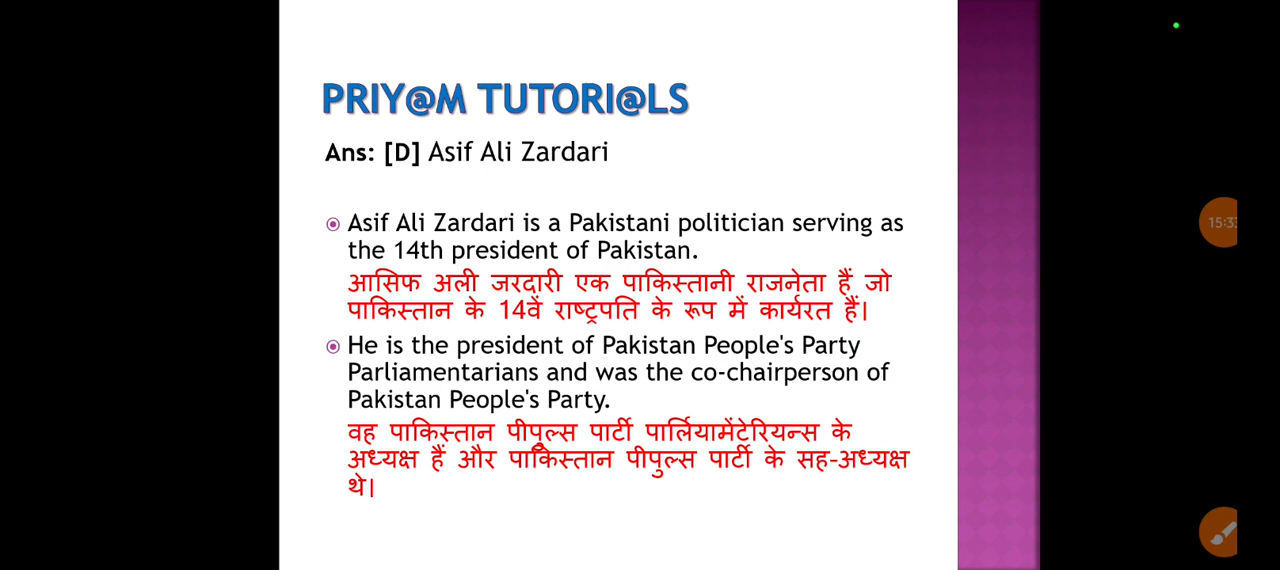 PRIY@M TUTORI@LS
Ans: [D] Asif Ali Zardari
Asif Ali Zardari is a Pakistani politician serving as
the 14th president of Pakistan.
आसिफ अली जरदारी एक पाकिस्तानी राजनेता हैं जो
पाकिस्तान के 14वें राष्ट्रपति के रूप में कार्यरत हैं।
He is the president of Pakistan People's Party
Parliamentarians and was the co-chairperson of
Pakistan People's Party.
वह पाकिस्तान पीपुल्स पार्टी पार्लियामेंटेरियन्स के
अध्यक्ष हैं और पाकिस्तान पीपुल्स पार्टी के सह-अध्यक्ष
थे।
15:33